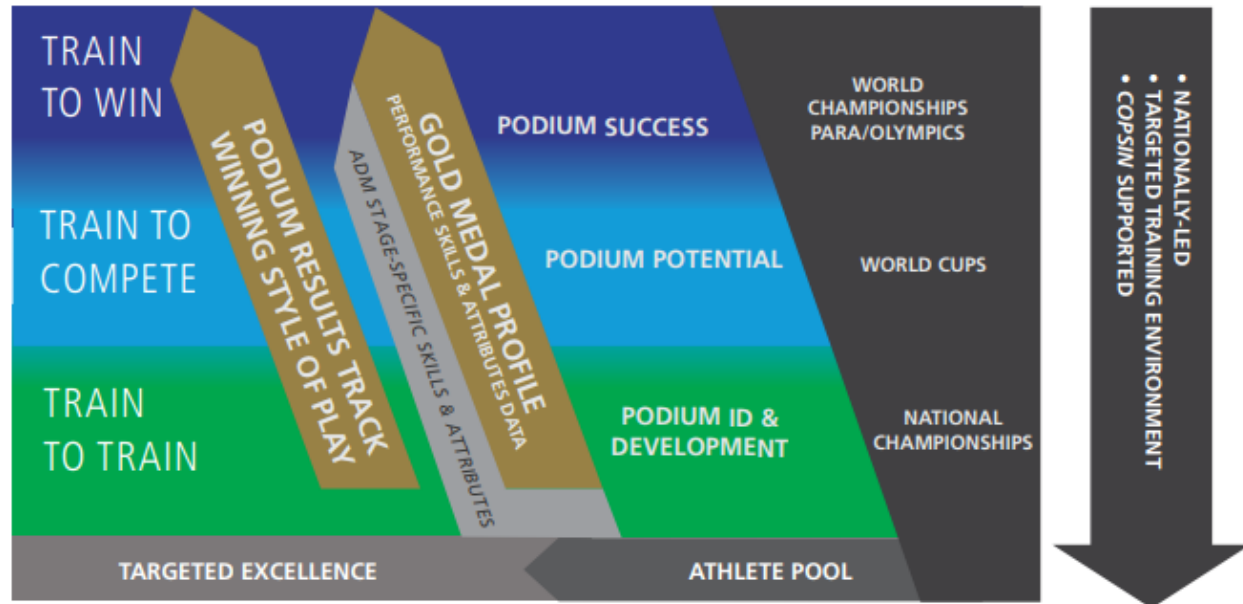 TRAIN
TO WIN
TRAIN TO
COMPETE
TRAIN
TO TRAIN
PODIUM RESULTS TRACK
WINNING STYLE OF PLAY
GOLD MEDAL PROFILE
PERFORMANCE SKILLS & ATTRIBUTES DATA
ADM STAGE-SPECIFIC SKILLS & ATTRIBUTES
PODIUM SUCCESS
PODIUM POTENTIAL
PODIUM ID &
DEVELOPMENT
WORLD
CHAMPIONSHIPS
PARA/OLYMPICS
WORLD CUPS
NATIONAL
CHAMPIONSHIPS
• NATIONALLY-LED
• TARGETED TRAINING ENVIRONMENT
• COPSIN SUPPORTED
TARGETED EXCELLENCE
ATHLETE POOL